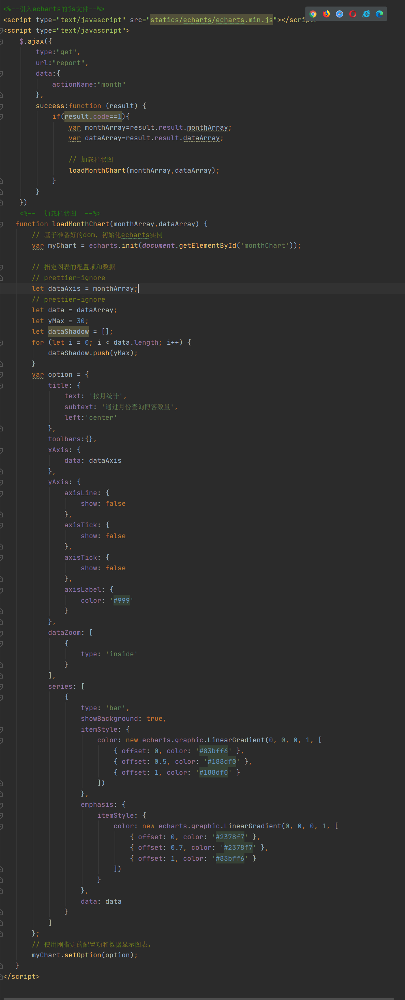 <%--引入echarts的js文件--%>
<script type="text/javascript" src="statics/echarts/echarts.min.js"></script>
<script type="text/javascript">
    $.ajax({
        type:"get",
        url:"report",
        data:{
            actionName:"month"
        },
        success:function (result) {
            if(result.code==1){
                var monthArray=result.result.monthArray;
                var dataArray=result.result.dataArray;

                // 加载柱状图
                loadMonthChart(monthArray,dataArray);
            }
        }
    })
    <%--  加载柱状图  --%>
   function loadMonthChart(monthArray,dataArray) {
       // 基于准备好的dom，初始化echarts实例
       var myChart = echarts.init(document.getElementById('monthChart'));

       // 指定图表的配置项和数据
       // prettier-ignore
       let dataAxis = monthArray;
       // prettier-ignore
       let data = dataArray;
       let yMax = 30;
       let dataShadow = [];
       for (let i = 0; i < data.length; i++) {
           dataShadow.push(yMax);
       }
       var option = {
           title: {
               text: '按月统计',
               subtext: '通过月份查询博客数量',
               left:'center'
           },
           toolbars:{},
           xAxis: {
               data: dataAxis
           },
           yAxis: {
               axisLine: {
                   show: false
               },
               axisTick: {
                   show: false
               },
               axisTick: {
                   show: false
               },
               axisLabel: {
                   color: '#999'
               }
           },
           dataZoom: [
               {
                   type: 'inside'
               }
           ],
           series: [
               {
                   type: 'bar',
                   showBackground: true,
                   itemStyle: {
                       color: new echarts.graphic.LinearGradient(0, 0, 0, 1, [
                           { offset: 0, color: '#83bff6' },
                           { offset: 0.5, color: '#188df0' },
                           { offset: 1, color: '#188df0' }
                       ])
                   },
                   emphasis: {
                       itemStyle: {
                           color: new echarts.graphic.LinearGradient(0, 0, 0, 1, [
                               { offset: 0, color: '#2378f7' },
                               { offset: 0.7, color: '#2378f7' },
                               { offset: 1, color: '#83bff6' }
                           ])
                       }
                   },
                   data: data
               }
           ]
       };
       // 使用刚指定的配置项和数据显示图表。
       myChart.setOption(option);
   }
</script>